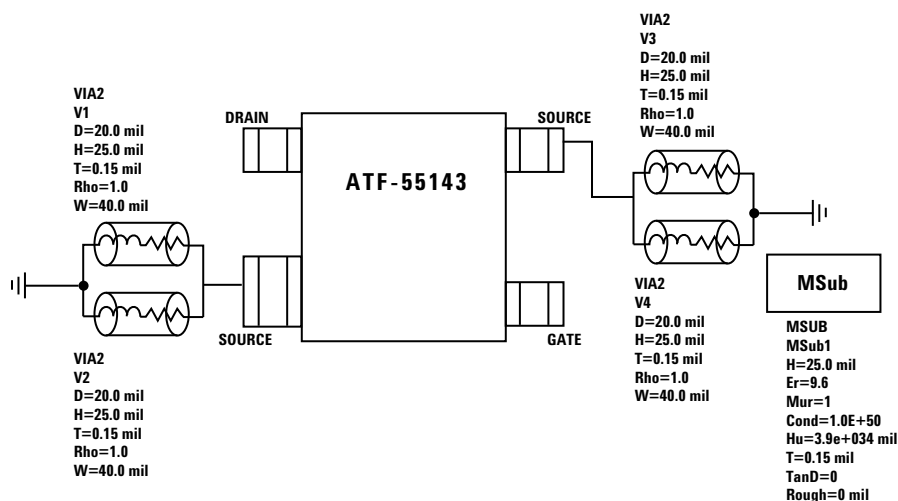 VIA2
V3
D=20.0 mil
H=25.0 mil
T=0.15 mil
Rho=1.0
W=40.0 mil
VIA2
V1
D=20.0 mil
H=25.0 mil
T=0.15 mil
Rho=1.0
W=40.0 mil
DRAIN
SOURCE
ATF-55143
SOURCE
GATE
VIA2
V4
D=20.0 mil
H=25.0 mil
T=0.15 mil
Rho=1.0
W=40.0 mil
VIA2
V2
D=20.0 mil
H=25.0 mil
T=0.15 mil
Rho=1.0
W=40.0 mil
MSub
MSUB
MSub1
H=25.0 mil
Er=9.6
Mur=1
Cond=1.0E+50
Hu=3.9e+034 mil
T=0.15 mil
TanD=0
Rough=0 mil